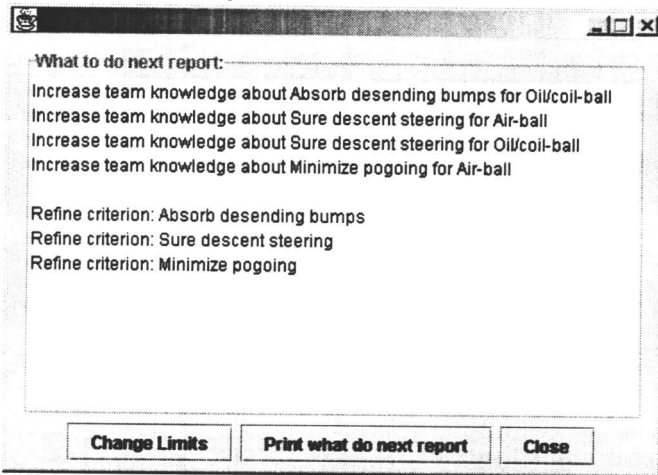 What to do next report:
Increase team knowledge about Absorb desending bumps for Oil/coil-ball
Increase team knowledge about Sure descent steering for Air-ball
Increase team knowledge about Sure descent steering for Oil/coil-ball
Increase team knowledge about Minimize pogoing for Air-ball
Refine criterion: Absorb desending bumps
Refine criterion: Sure descent steering
Refine criterion: Minimize pogoing
Change Limits Print what do next report Close